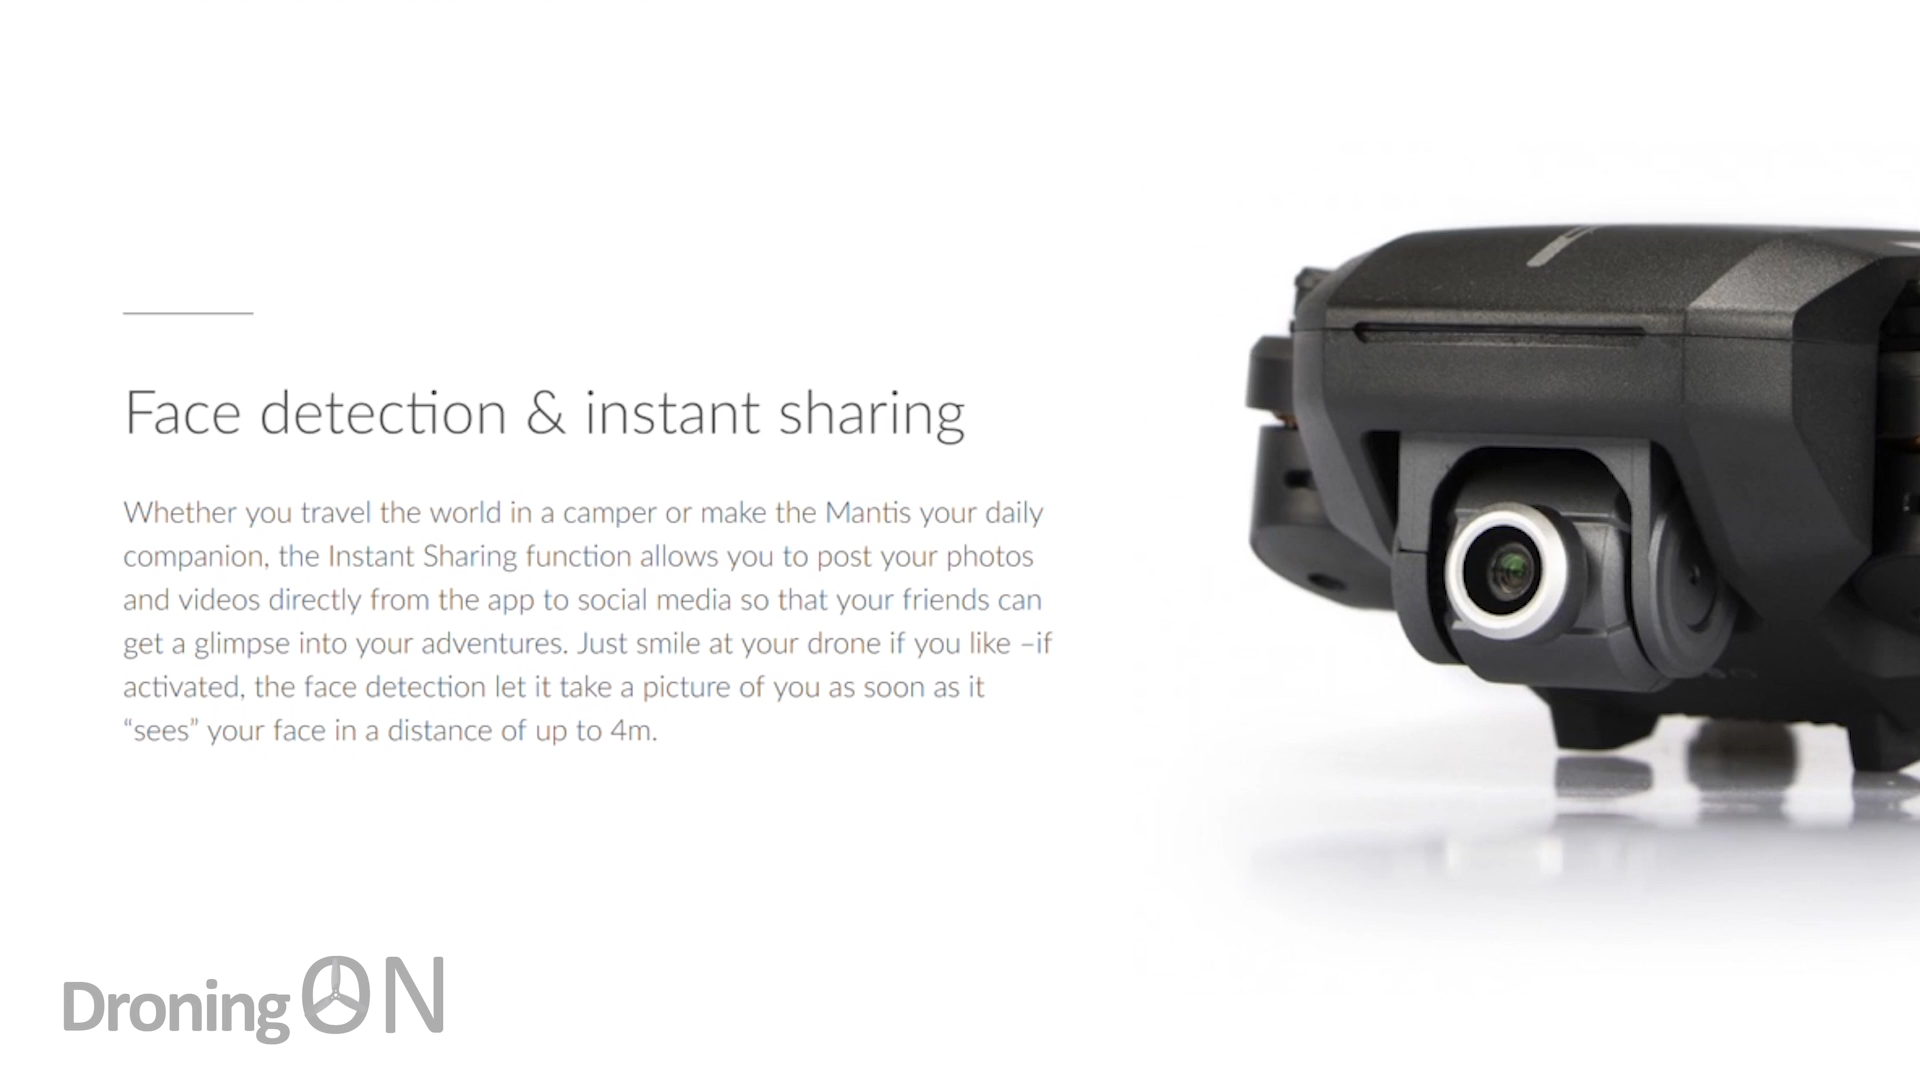 Face detection & instant sharing
Whether you travel the world in a camper or make the Mantis your daily
companion, the Instant Sharing function allows you to post your photos
and videos directly from the app to social media so that your friends can
get a glimpse into your adventures. Just smile at your drone if you like –if
activated, the face detection let it take a picture of you as soon as it
“sees” your face in a distance of up to 4m.
DroningON